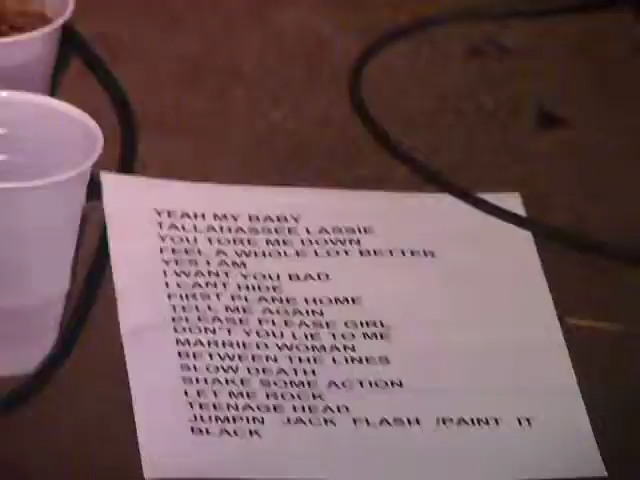 YEAH MY BABY
TALLAHASSEE LASSIE
YOU TORE ME DOWN
FEEL A WHOLE LOT BETTER
YES I AM
I WANT YOU BAD
I CANT HIDE
FIRST PLANE HOME
TELL ME AGAIN
PLEASE PLEASE GIRL
DON'T YOU LIE TO ME
MARRIED WOMAN
BETWEEN THE LINES
SLOW DEATH
SHAKE SOME ACTION
LET ME ROCK
TEENAGE HEAD
JUMPIN JACK FLASH /PAINT IT
BLACK